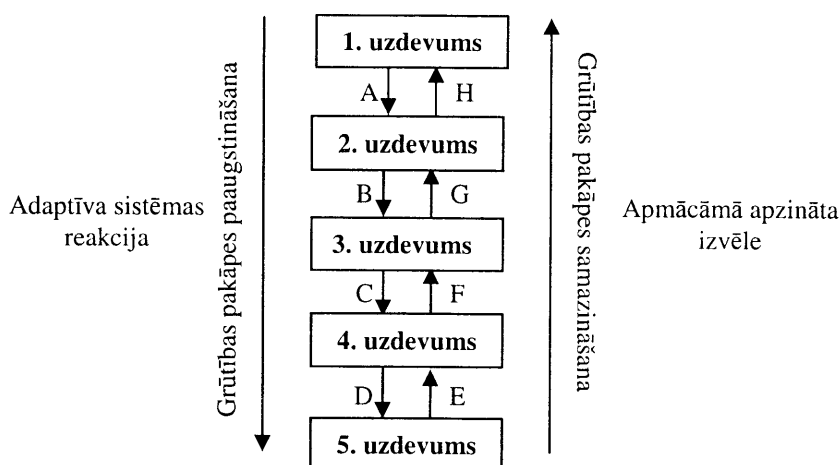 1. uzdevums
A
H
2. uzdevums
B
G
3. uzdevums
C
F
4. uzdevums
D
E
5. uzdevums
Adaptīva sistēmas
reakcija
Grūtības pakāpes paaugstināšana
Grūtības pakāpes samazināšana
Apmācāmā apzināta
izvēle